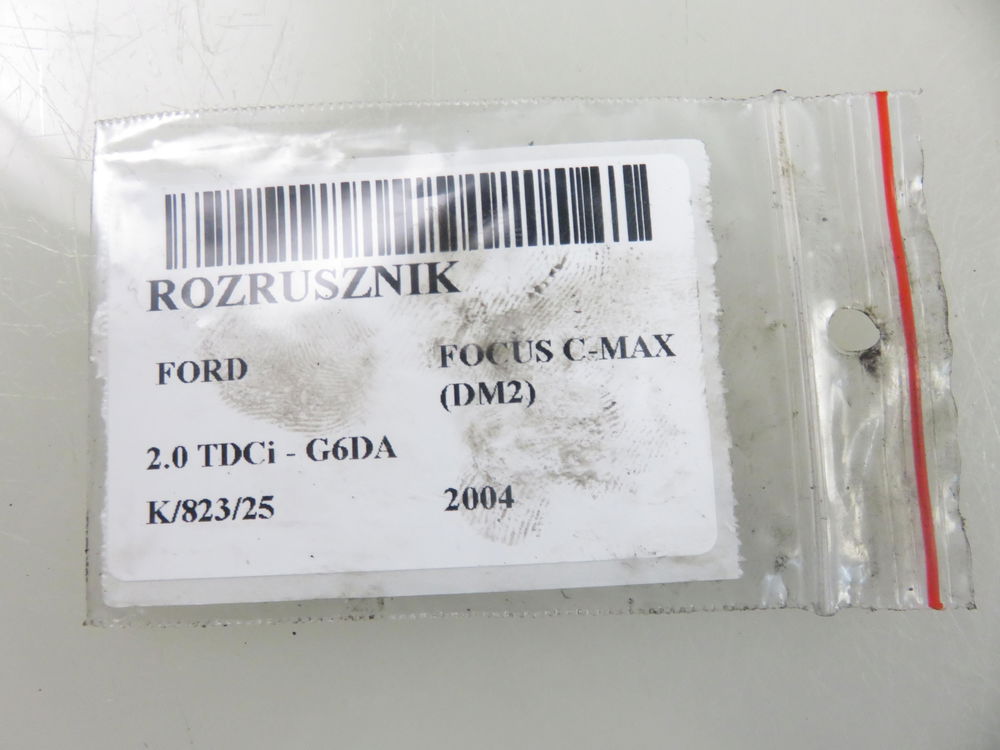 ROZRUSZNIK
FORD
FOCUS C-MAX
(DM2)
2.0 TDCi - G6DA
K/823/25
2004